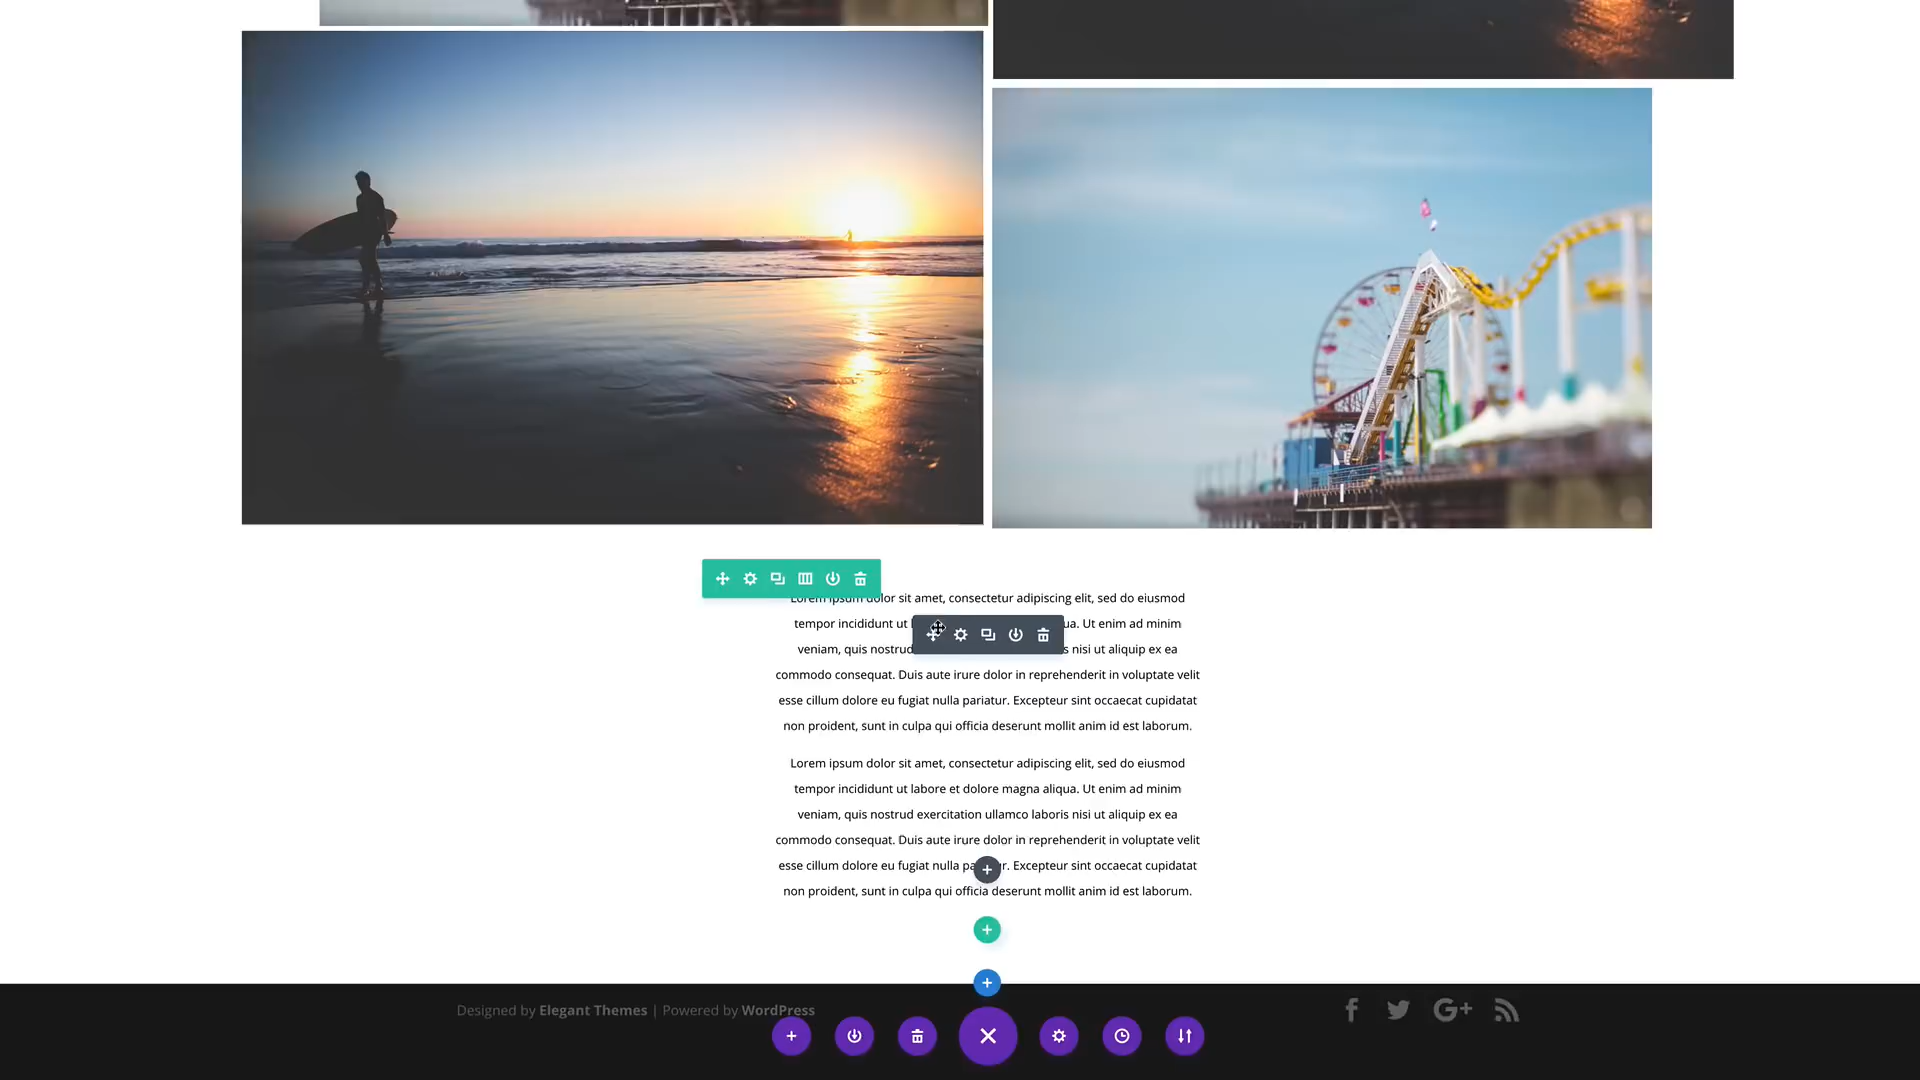 Lorem ipsum dolor sit amet, consectetur adipiscing elit, sed do eiusmod
tempor incididunt ut ua. Ut enim ad minim
veniam, quis nostrud s nisi ut aliquip ex ea
commodo consequat. Duis aute irure dolor in reprehenderit in voluptate velit
esse cillum dolore eu fugiat nulla pariatur. Excepteur sint occaecat cupidatat
non proident, sunt in culpa qui officia deserunt mollit anim id est laborum.
Lorem ipsum dolor sit amet, consectetur adipiscing elit, sed do eiusmod
tempor incididunt ut labore et dolore magna aliqua. Ut enim ad minim
veniam, quis nostrud exercitation ullamco laboris nisi ut aliquip ex ea
commodo consequat. Duis aute irure dolor in reprehenderit in voluptate velit
esse cillum dolore eu fugiat nulla pa r. Excepteur sint occaecat cupidatat
non proident, sunt in culpa qui officia deserunt mollit anim id est laborum.
Designed by Elegant Themes | Powered by WordPress